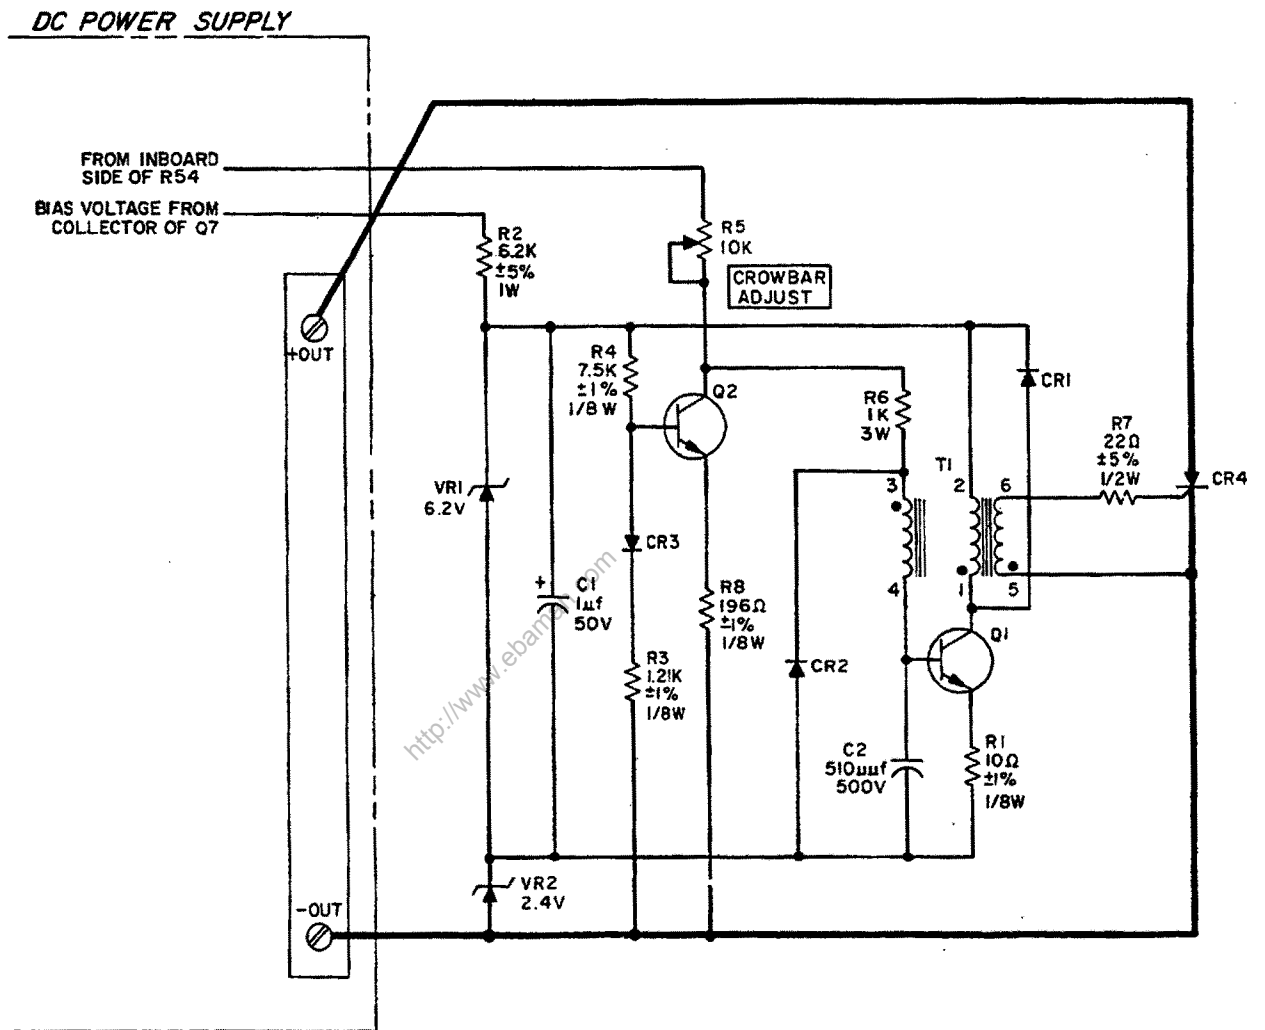 DC POWER SUPPLY
FROM INBOARD
SIDE OF R54
BIAS VOLTAGE FROM
COLLECTOR OF Q7
R2
6.2K
±5%
1W
R5
10K
CROWBAR
ADJUST
+OUT
R4
7.5K
±1%
1/8 W
Q2
R6
1K
3W
CR1
R7
22Ω
±5%
1/2W
CR4
T1
3
2
6
VR1
6.2V
CR3
+
C1
1µf
50V
R8
196Ω
±1%
1/8W
4
1
5
Q1
R3
1.21K
±1%
1/8W
CR2
C2
510µµf
500V
R1
10Ω
±1%
1/8W
VR2
2.4V
-OUT